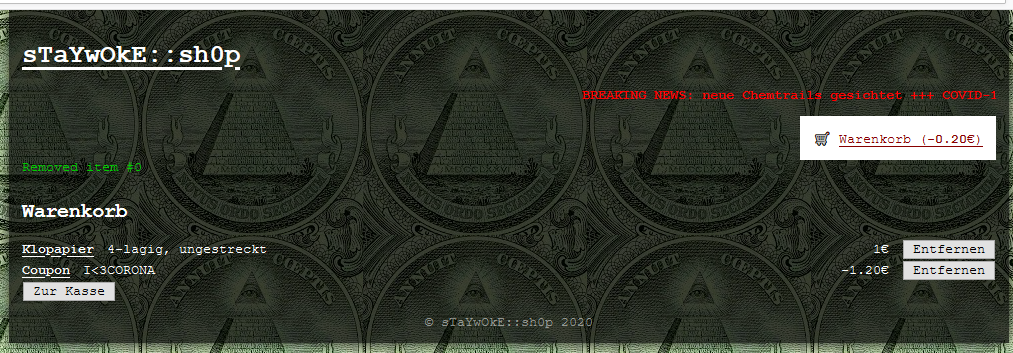 sTaYwOkE::sh0p
BREAKING NEWS: neue Chemtrails gesichtet +++ COVID-1
🛒 Warenkorb (-0.20€)
Removed item #0
Warenkorb
Klopapier 4-lagig, ungestreckt 1€ Entfernen
Coupon I<3CORONA -1.20€ Entfernen
Zur Kasse
© sTaYwOkE::sh0p 2020